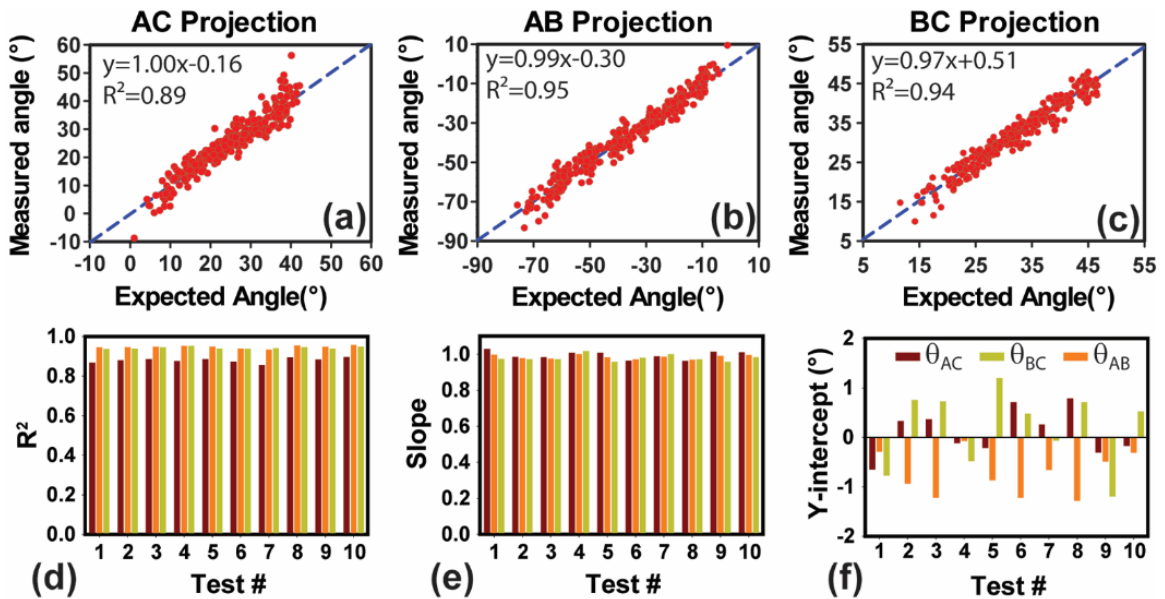 AC Projection
AB Projection
BC Projection
60
50
40
30
20
10
0
-10
Measured angle (°)
y=1.00x-0.16
R²=0.89
(a)
-10 0 10 20 30 40 50 60
Expected Angle(°)
10
-10
-30
-50
-70
-90
Measured angle (°)
y=0.99x-0.30
R²=0.95
(b)
-90 -70 -50 -30 -10 10
Expected Angle(°)
55
45
35
25
15
5
Measured angle (°)
y=0.97x+0.51
R²=0.94
(c)
5 15 25 35 45 55
Expected Angle(°)
1.0
0.8
0.6
0.4
0.2
0.0
R²
1 2 3 4 5 6 7 8 9 10
(d)
Test #
1.0
0.8
0.6
0.4
0.2
0.0
Slope
1 2 3 4 5 6 7 8 9 10
(e)
Test #
2
1
0
-1
-2
Y-intercept (°)
θAC θBC θAB
1 2 3 4 5 6 7 8 9 10
(f)
Test #